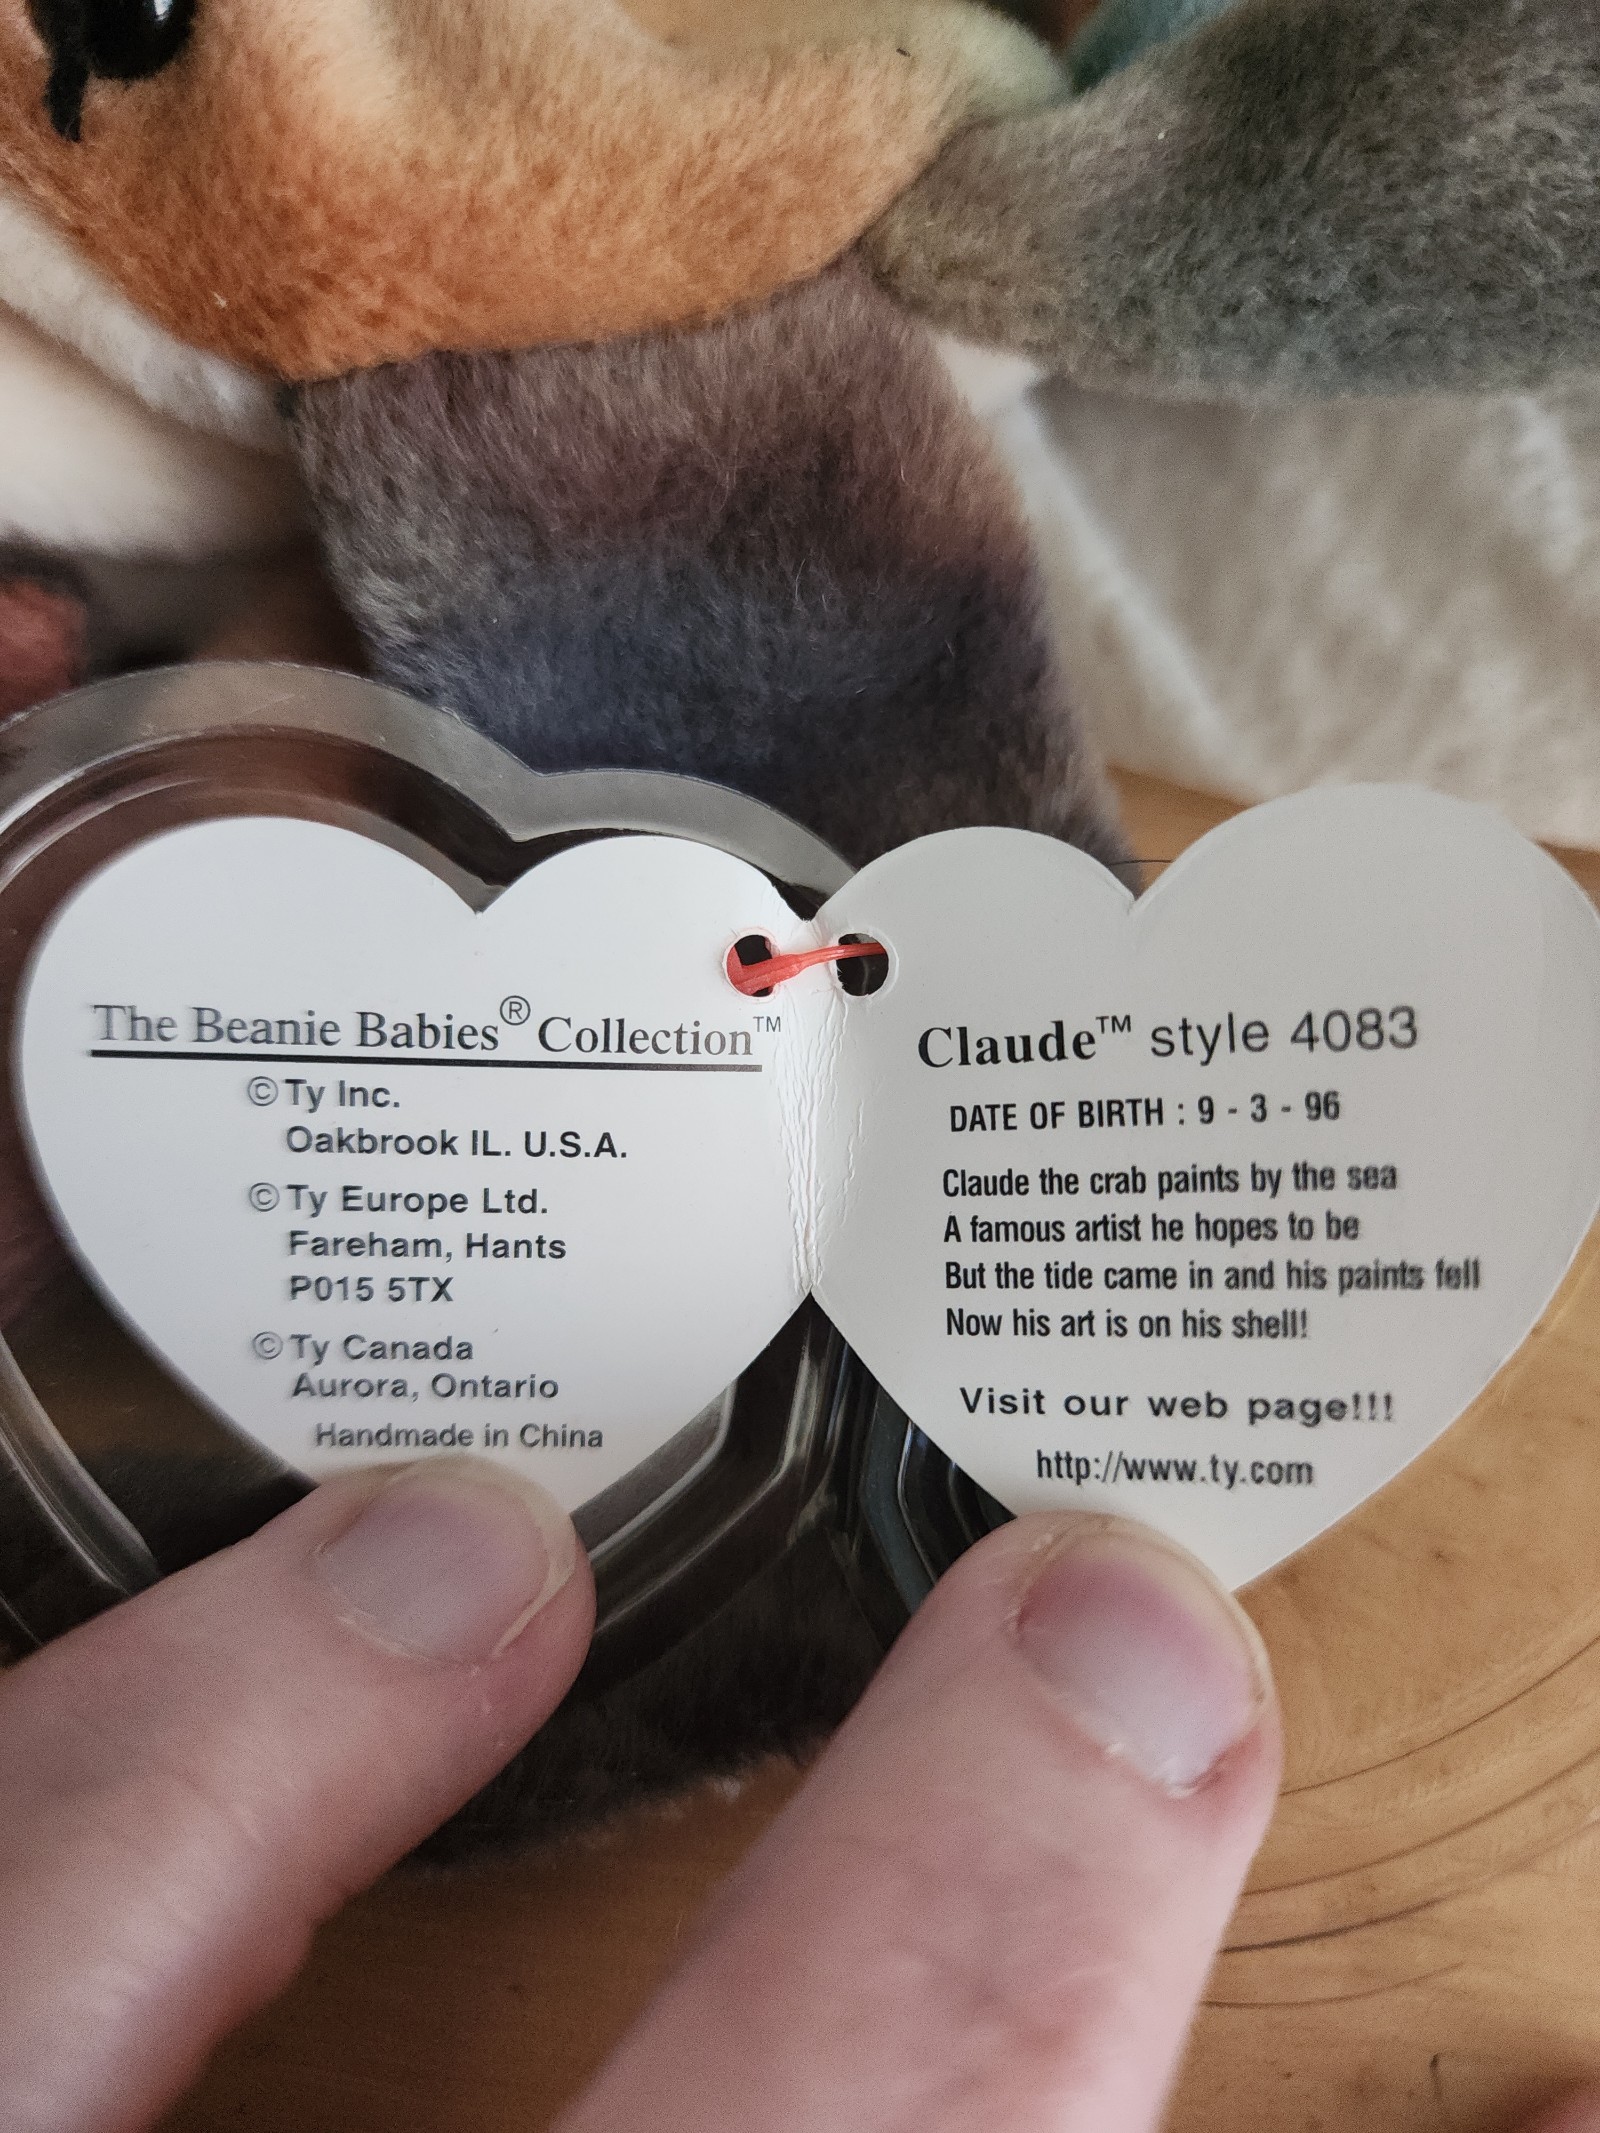 The Beanie Babies® Collection™
©Ty Inc.
Oakbrook IL. U.S.A.
©Ty Europe Ltd.
Fareham, Hants
P015 5TX
©Ty Canada
Aurora, Ontario
Handmade in China
Claude™ style 4083
DATE OF BIRTH : 9 - 3 - 96
Claude the crab paints by the sea
A famous artist he hopes to be
But the tide came in and his paints fell
Now his art is on his shell!
Visit our web page!!!
http://www.ty.com